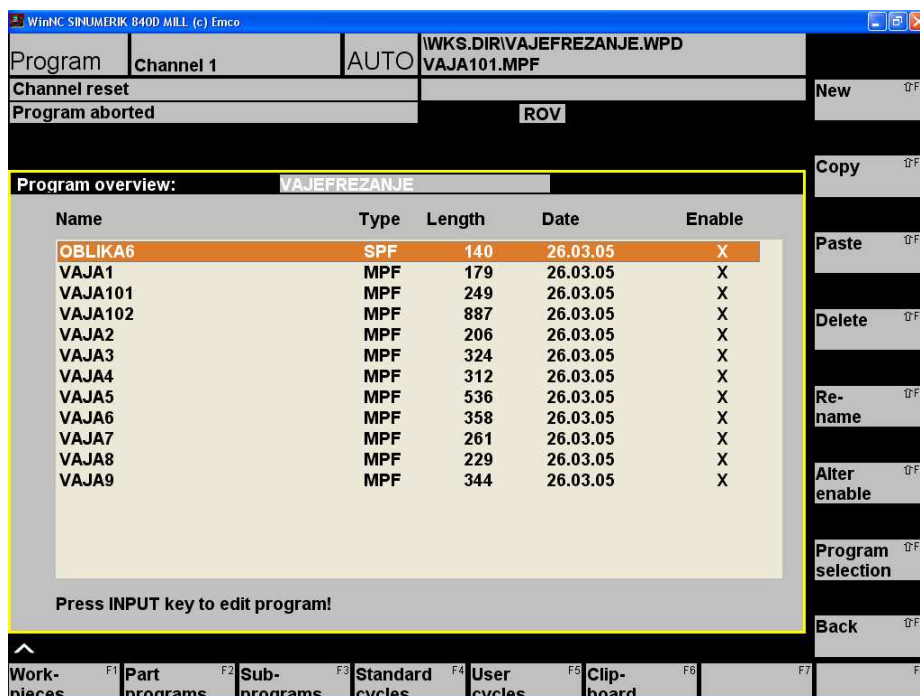 WinNC SINUMERIK 840D MILL (c) Emco
Program Channel 1 AUTO \WKS.DIR\VAJEFREZANJE.WPD
VAJA101.MPF
Channel reset
Program aborted ROV
New
Copy
Paste
Delete
Re-
name
Alter
enable
Program
selection
Back
Program overview: VAJEFREZANJE
Name Type Length Date Enable
OBLIKA6 SPF 140 26.03.05 X
VAJA1 MPF 179 26.03.05 X
VAJA101 MPF 249 26.03.05 X
VAJA102 MPF 887 26.03.05 X
VAJA2 MPF 206 26.03.05 X
VAJA3 MPF 324 26.03.05 X
VAJA4 MPF 312 26.03.05 X
VAJA5 MPF 536 26.03.05 X
VAJA6 MPF 358 26.03.05 X
VAJA7 MPF 261 26.03.05 X
VAJA8 MPF 229 26.03.05 X
VAJA9 MPF 344 26.03.05 X
Press INPUT key to edit program!
Work- F1 Part F2 Sub- F3 Standard F4 User F5 Clip- F6 F7
pieces programs programs cycles cycles board